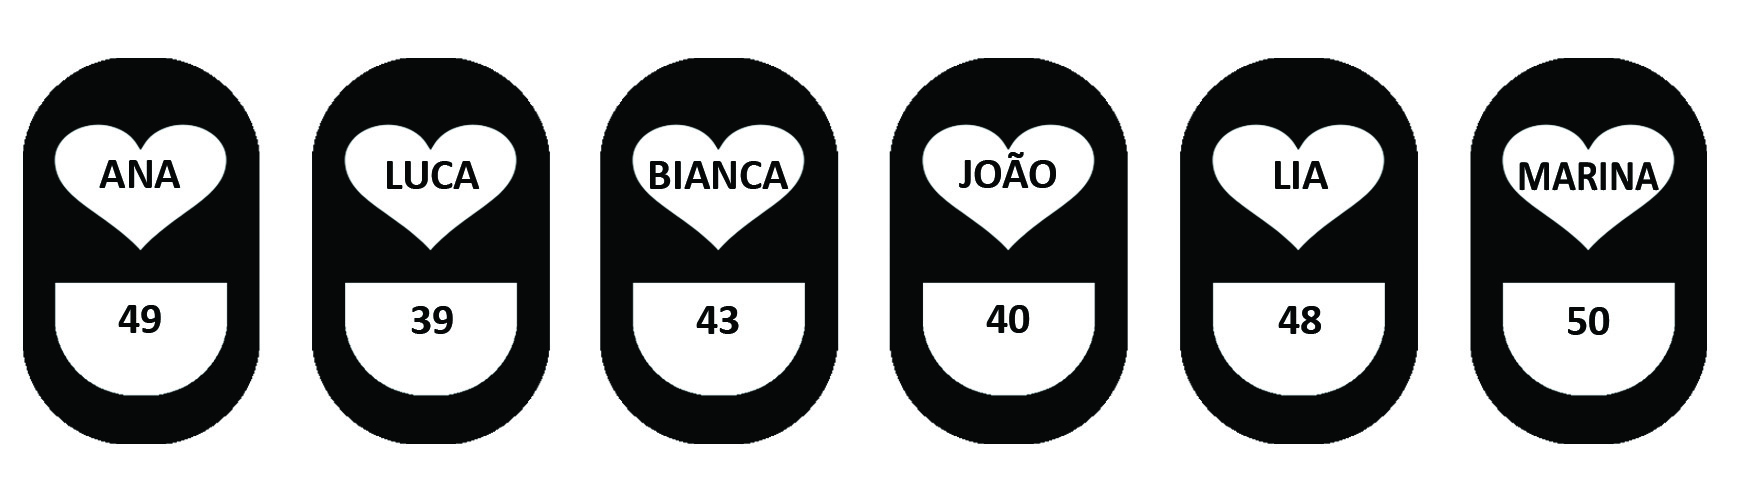 ANA
49
LUCA
39
BIANCA
43
JOÃO
40
LIA
48
MARINA
50